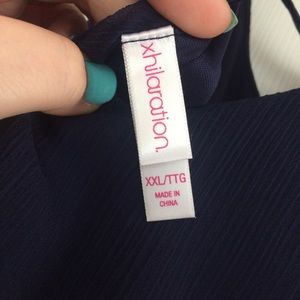 xhilaration.
XXL/TTG
MADE IN
CHINA